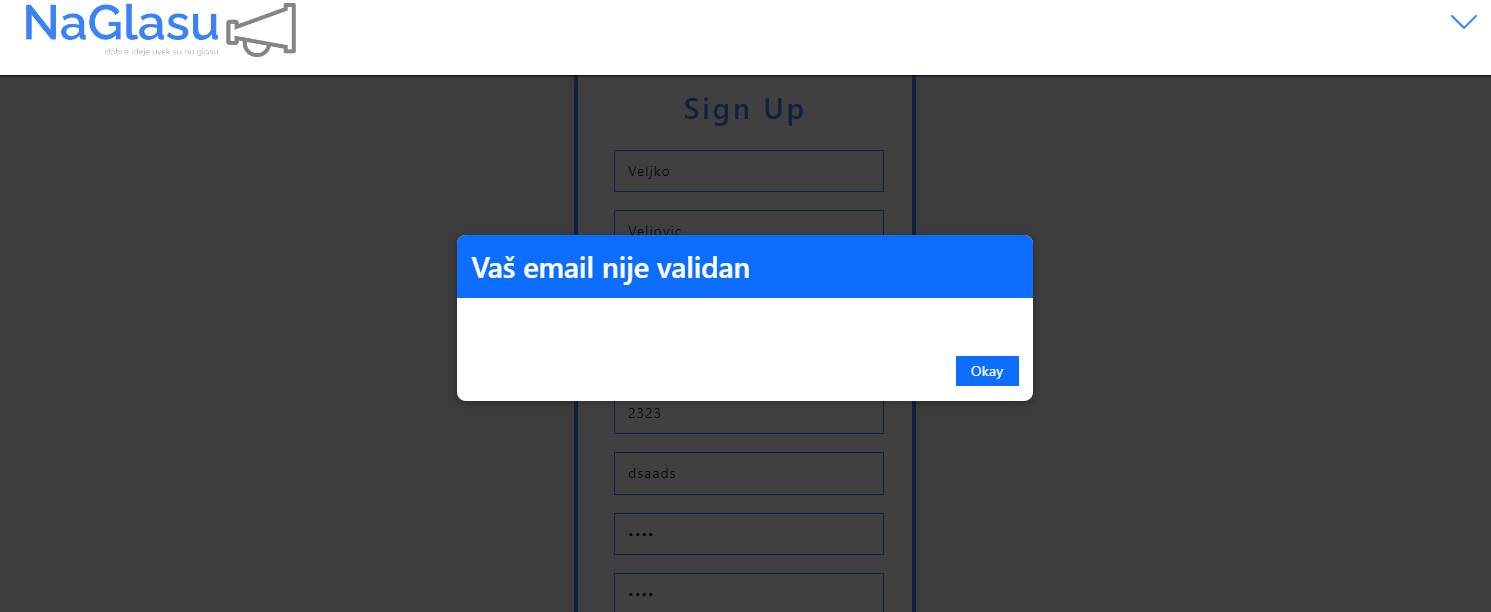 NaGlasu
dobre ideje uvek su na glasu
Sign Up
Veljko
Veljovic
Vaš email nije validan
Okay
2323
dsaads
••••
••••